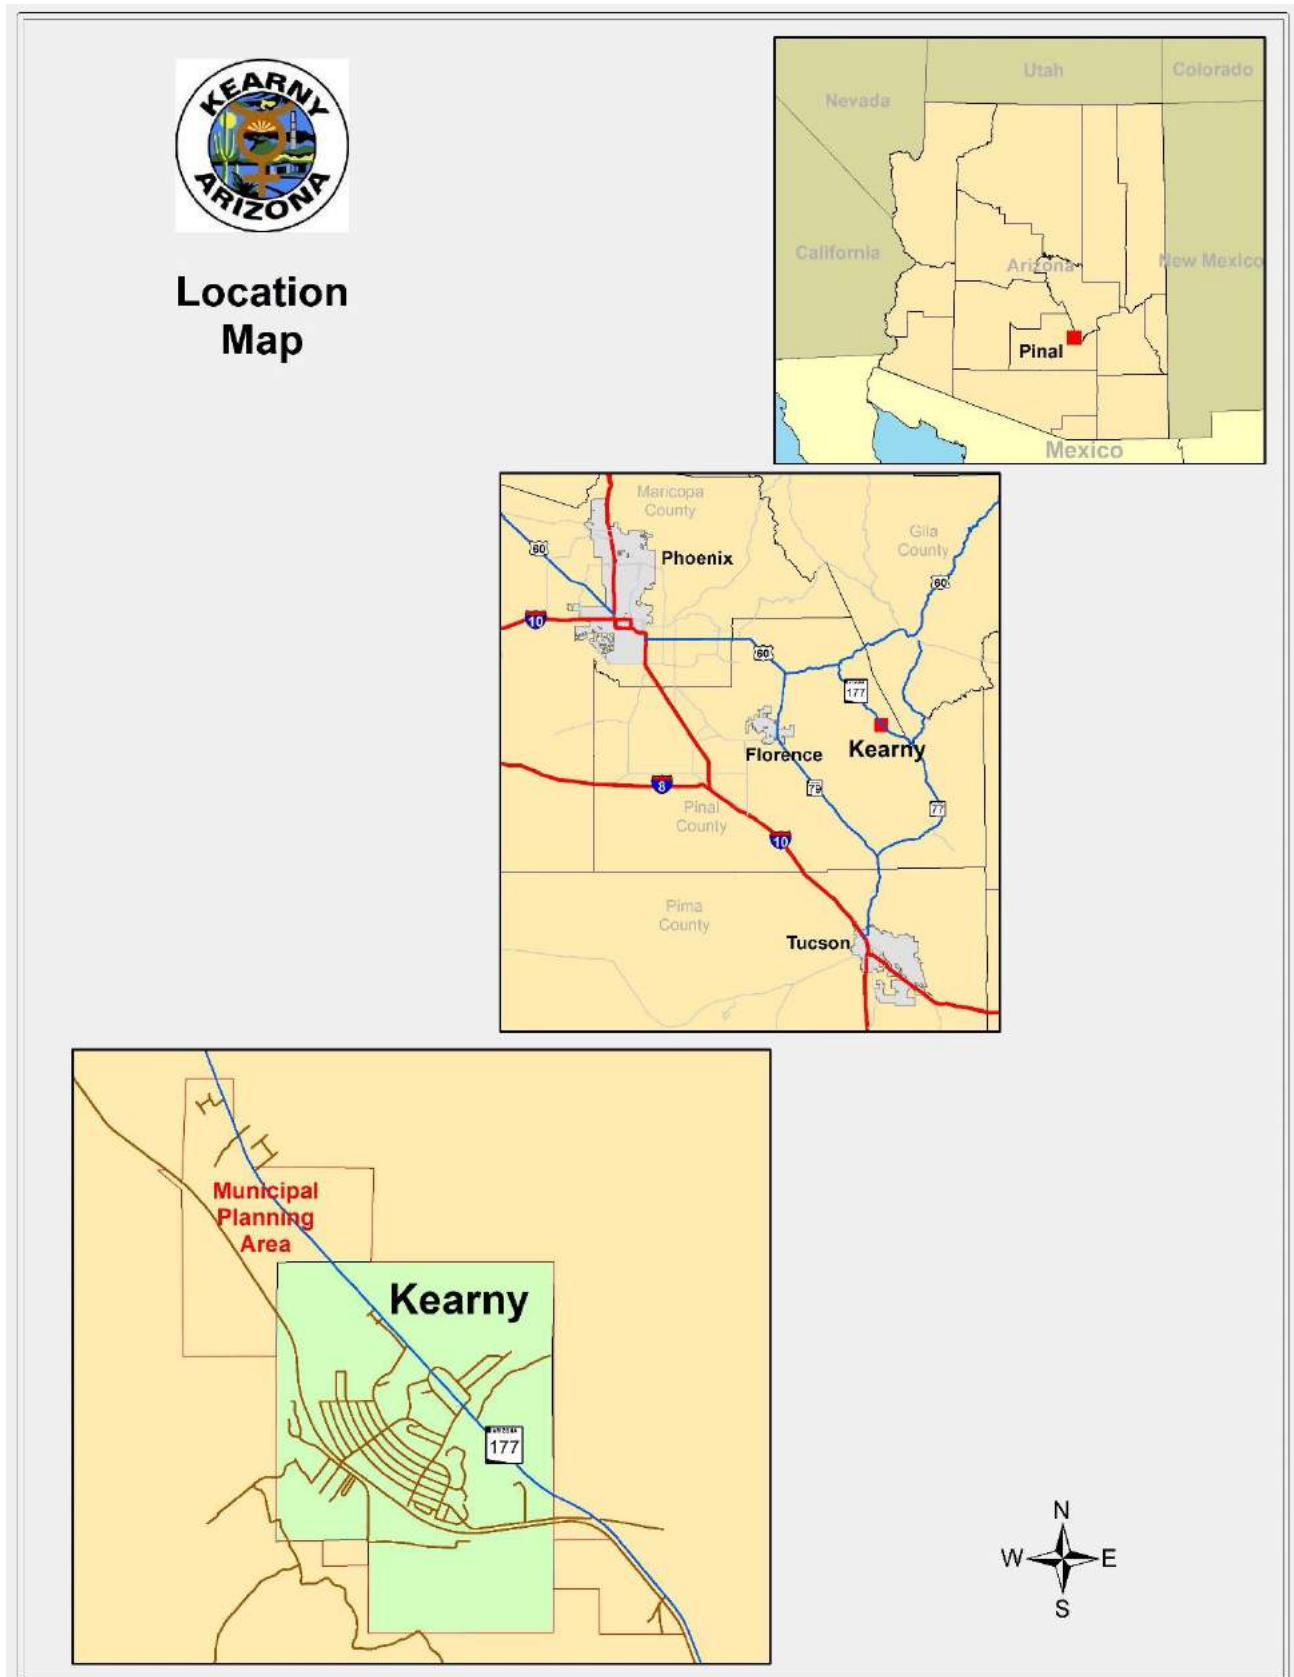 KEARNY
ARIZONA
Location
Map
Utah
Colorado
Nevada
California
Arizona
New Mexico
Pinal
Mexico
Maricopa
County
Gila
County
60
Phoenix
60
10
60
177
Florence
Kearny
8
79
77
Pinal
County
10
Pima
County
Tucson
Municipal
Planning
Area
Kearny
ARIZONA
177
N
W
E
S